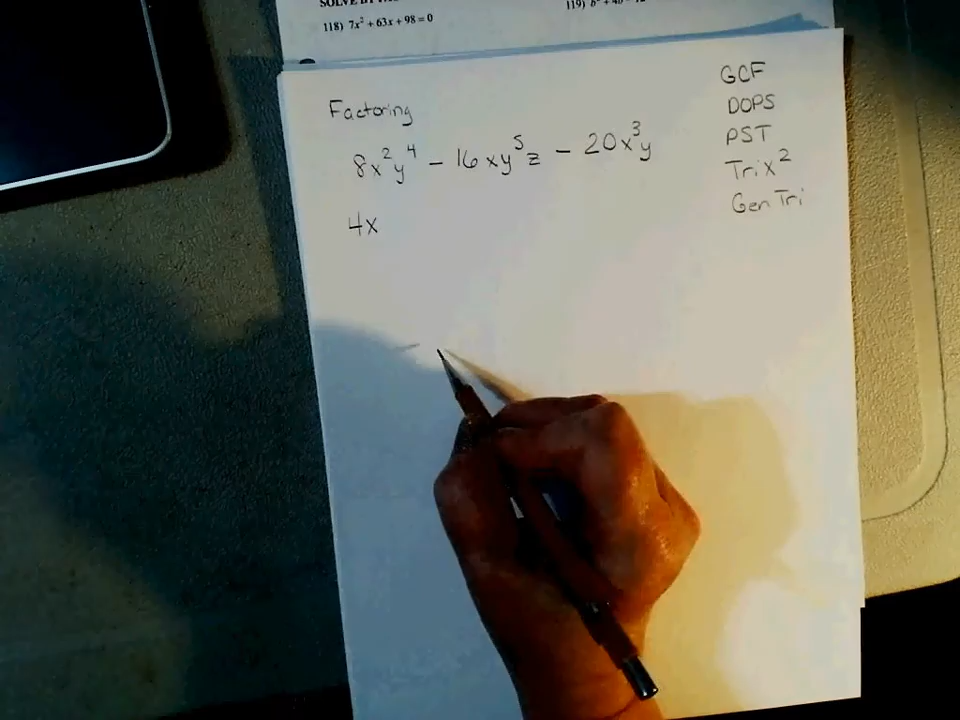 118) 7x² + 63x + 98 = 0
Factoring
8x²y⁴ − 16xy⁵z − 20x³y
4x
GCF
DOPS
PST
Trix²
Gen Tri